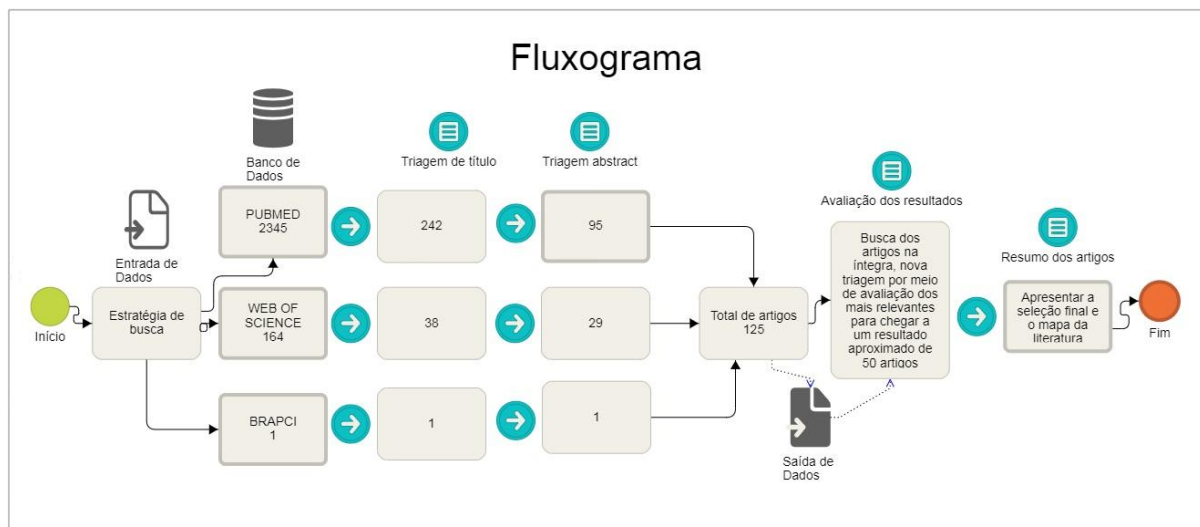 Fluxograma
Banco de
Dados
Triagem de título
Triagem abstract
Avaliação dos resultados
Resumo dos artigos
Entrada de
Dados
Início
Estratégia de
busca
PUBMED
2345
242
95
WEB OF
SCIENCE
164
38
29
BRAPCI
1
1
1
Total de artigos
125
Saída de
Dados
Busca dos
artigos na
íntegra, nova
triagem por meio
de avaliação dos
mais relevantes
para chegar a
um resultado
aproximado de
50 artigos
Apresentar a
seleção final e
o mapa da
literatura
Fim